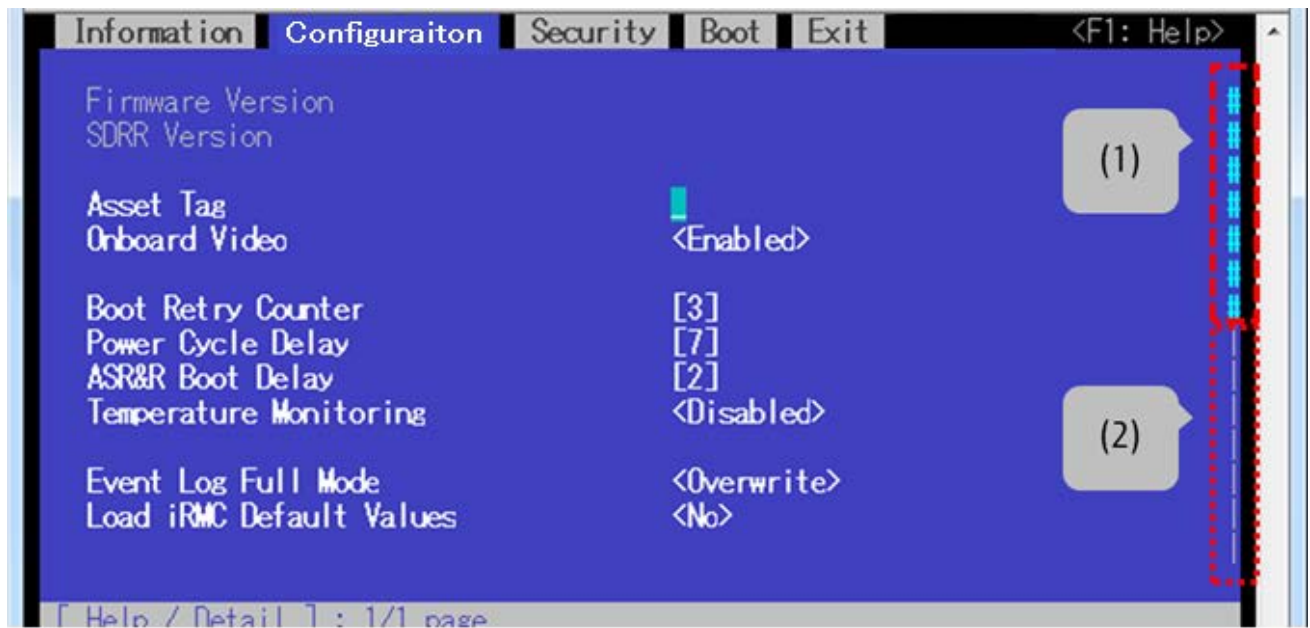 Information Configuraiton Security Boot Exit <F1: Help>
Firmware Version
SDRR Version
(1)
Asset Tag
Onboard Video <Enabled>
Boot Retry Counter [3]
Power Cycle Delay [7]
ASR&R Boot Delay [2]
Temperature Monitoring <Disabled>
(2)
Event Log Full Mode <Overwrite>
Load iRMC Default Values <No>
[ Help / Detail ] : 1/1 page